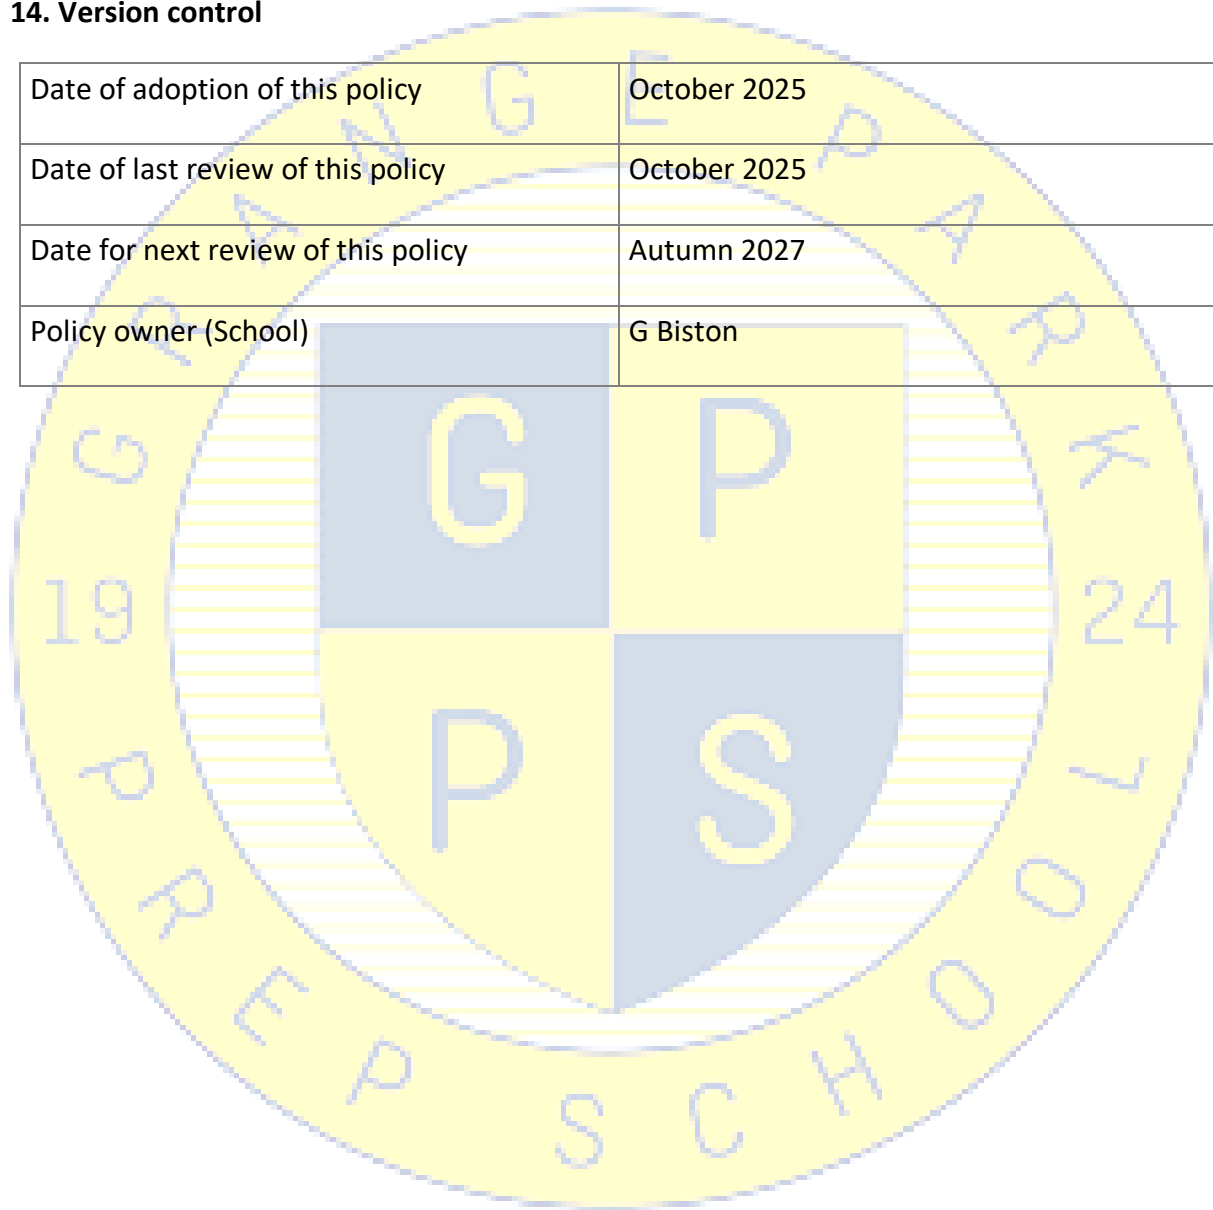 14. Version control
Date of adoption of this policy October 2025
Date of last review of this policy October 2025
Date for next review of this policy Autumn 2027
Policy owner (School) G Biston
GRANGE PARK
19 24
PREP SCHOOL
G P
P S